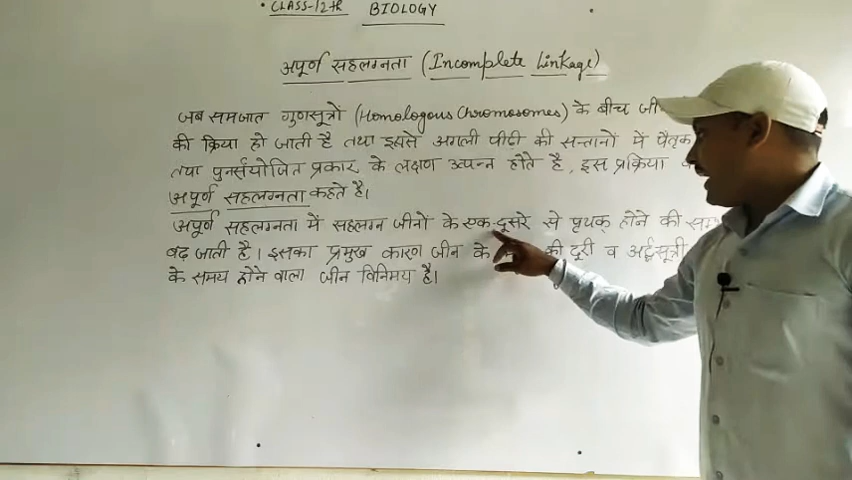 CLASS-12th BIOLOGY
अपूर्ण सहलग्नता (Incomplete Linkage)
जब समजात गुणसूत्रों (Homologous Chromosomes) के बीच जी
की क्रिया हो जाती है तथा इससे अगली पीढी की सन्तानों में पैतृक
तथा पुनर्संयोजित प्रकार के लक्षण उत्पन्न होते है, इस प्रक्रिया
अपूर्ण सहलग्नता कहते है।
अपूर्ण सहलग्नता में सहलग्न जीनों के एक-दूसरे से पृथक् होने की
बढ़ जाती है। इसका प्रमुख कारण जीन के की दूरी व अर्द्धसूत्री
के समय होने वाला जीन विनिमय है।